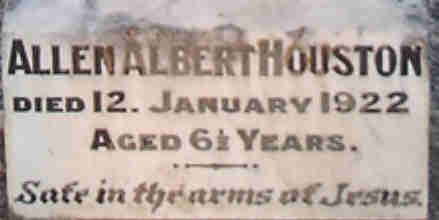 ALLEN ALBERT HOUSTON
DIED 12. JANUARY 1922
AGED 6½ YEARS.
Safe in the arms of Jesus.